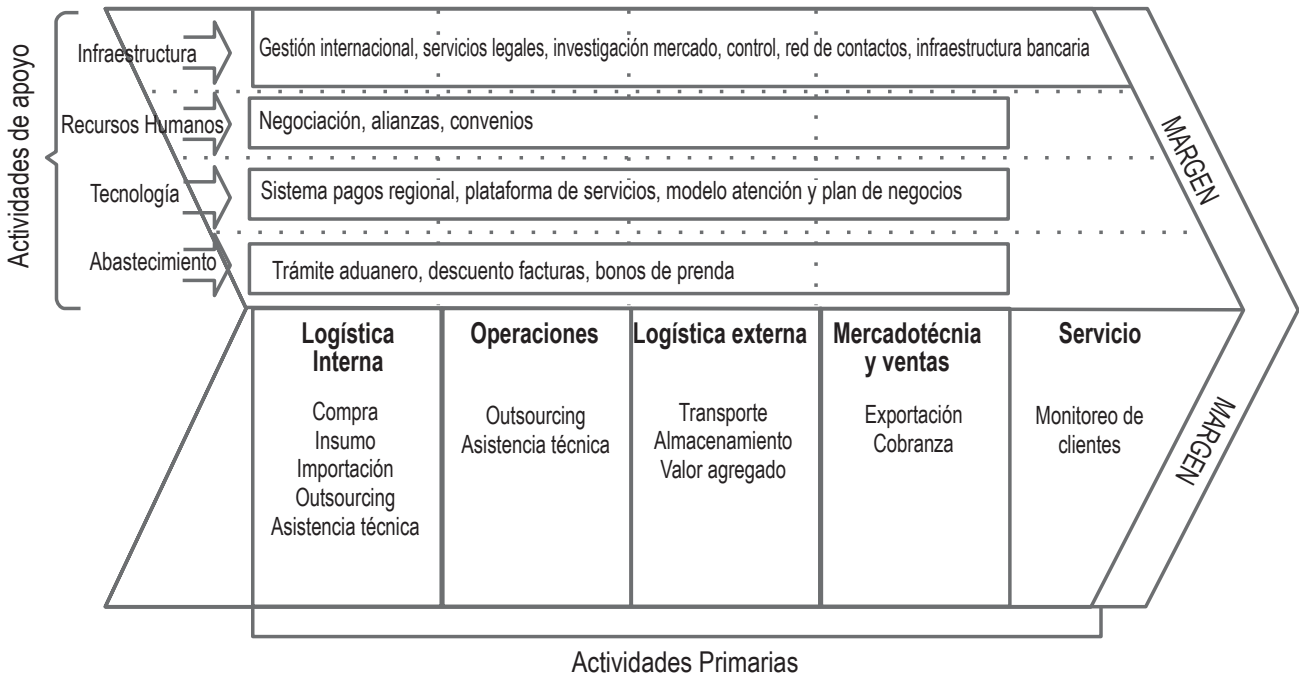 Actividades de apoyo
Infraestructura
Gestión internacional, servicios legales, investigación mercado, control, red de contactos, infraestructura bancaria
Recursos Humanos
Negociación, alianzas, convenios
Tecnología
Sistema pagos regional, plataforma de servicios, modelo atención y plan de negocios
Abastecimiento
Trámite aduanero, descuento facturas, bonos de prenda
MARGEN
Logística
Interna
Compra
Insumo
Importación
Outsourcing
Asistencia técnica
Operaciones
Outsourcing
Asistencia técnica
Logística externa
Transporte
Almacenamiento
Valor agregado
Mercadotécnia
y ventas
Exportación
Cobranza
Servicio
Monitoreo de
clientes
MARGEN
Actividades Primarias